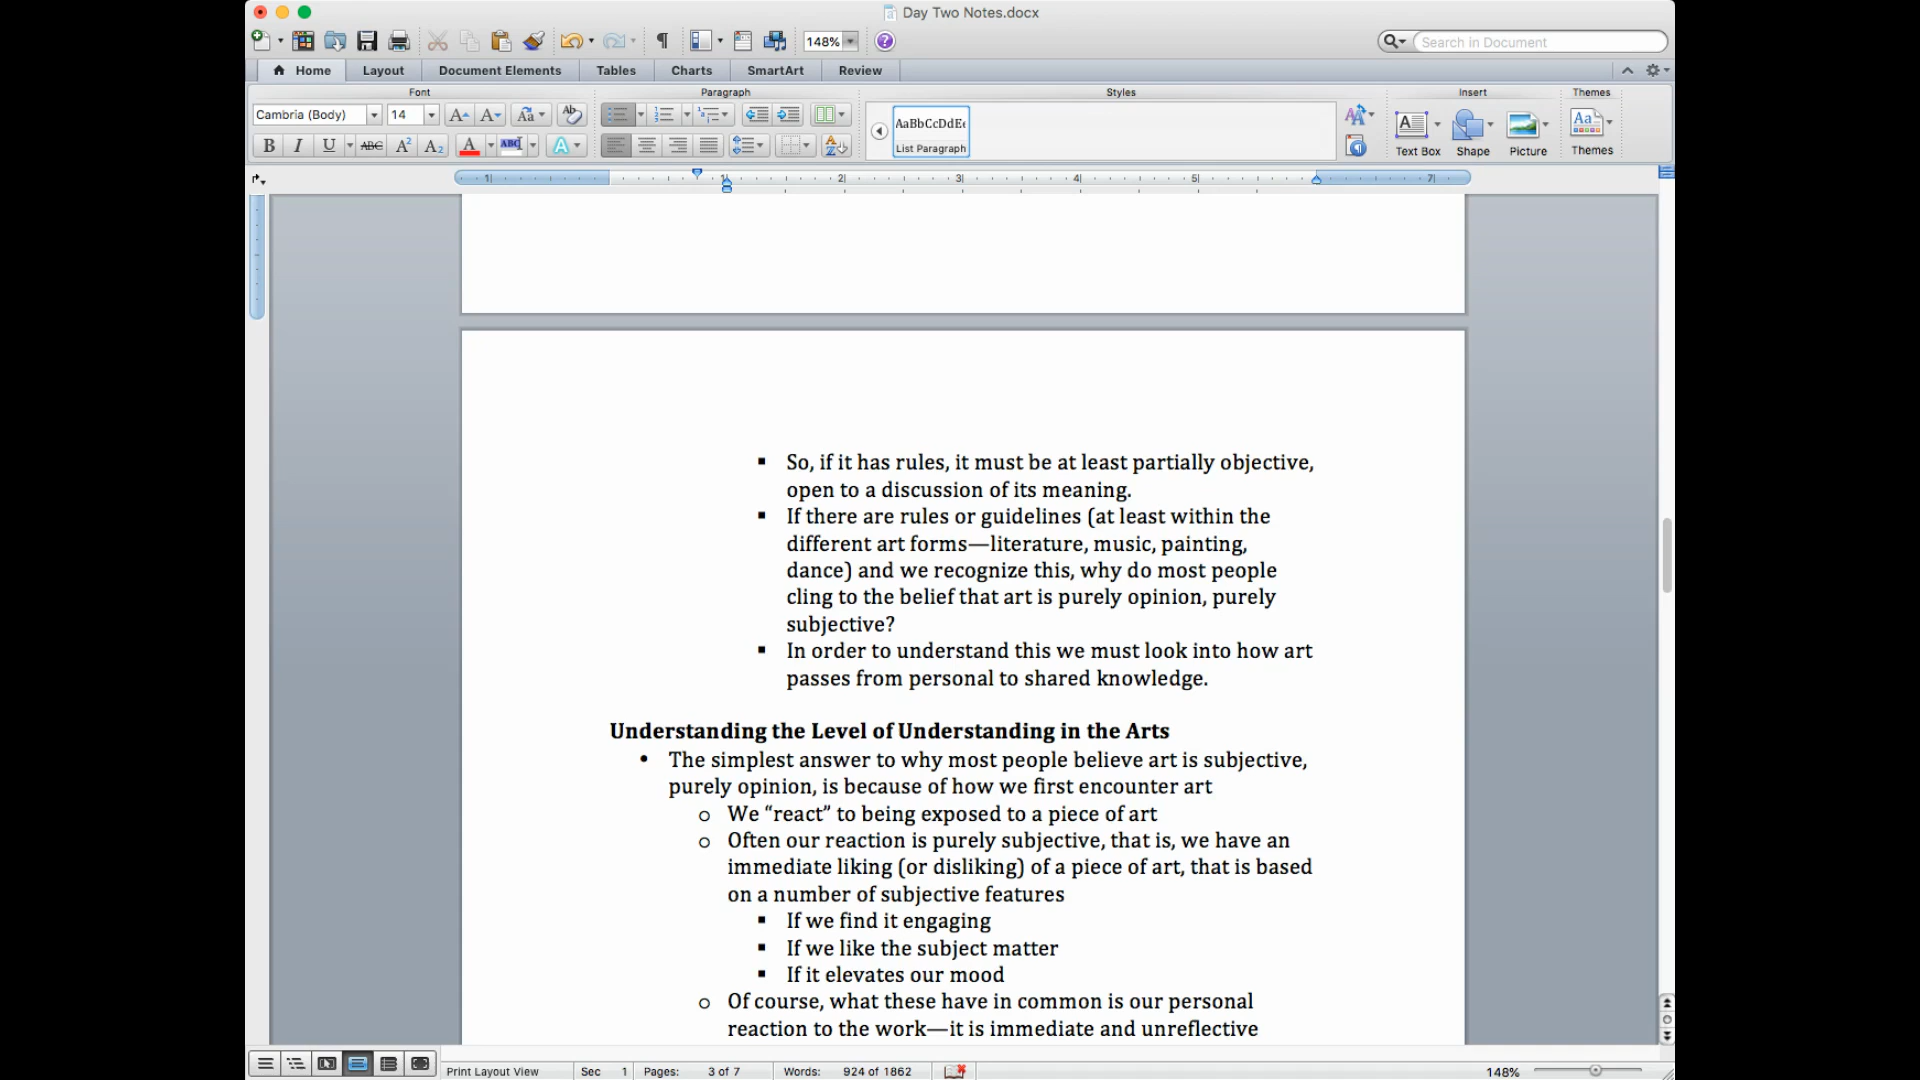 Day Two Notes.docx
148%
Search in Document
Home Layout Document Elements Tables Charts SmartArt Review
Font Paragraph Styles Insert Themes
Cambria (Body) 14
AaBbCcDdEe
List Paragraph
Text Box Shape Picture Themes
▪ So, if it has rules, it must be at least partially objective,
open to a discussion of its meaning.
▪ If there are rules or guidelines (at least within the
different art forms—literature, music, painting,
dance) and we recognize this, why do most people
cling to the belief that art is purely opinion, purely
subjective?
▪ In order to understand this we must look into how art
passes from personal to shared knowledge.
Understanding the Level of Understanding in the Arts
• The simplest answer to why most people believe art is subjective,
purely opinion, is because of how we first encounter art
o We “react” to being exposed to a piece of art
o Often our reaction is purely subjective, that is, we have an
immediate liking (or disliking) of a piece of art, that is based
on a number of subjective features
▪ If we find it engaging
▪ If we like the subject matter
▪ If it elevates our mood
o Of course, what these have in common is our personal
reaction to the work—it is immediate and unreflective
Print Layout View Sec 1 Pages: 3 of 7 Words: 924 of 1862 148%